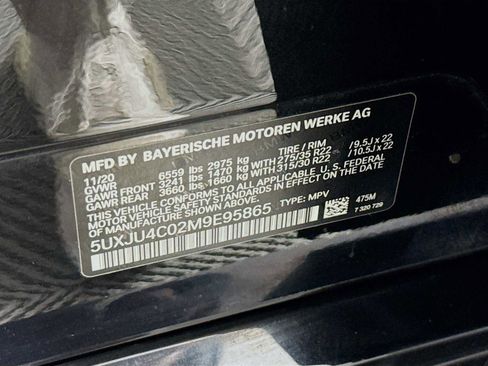 MFD BY BAYERISCHE MOTOREN WERKE AG
11/20 6559 lbs 2975 kg TIRE / RIM
GVWR
GAWR FRONT 3241 lbs 1470 kg WITH 275/35 R22 / 9.5J x 22
GAWR REAR 3660 lbs 1660 kg WITH 315/30 R22 / 10.5J x 22
THIS VEHICLE CONFORMS TO ALL APPLICABLE U. S. FEDERAL
MOTOR VEHICLE SAFETY STANDARDS IN EFFECT ON THE DATE OF
MANUFACTURE SHOWN ABOVE.
5UXJU4C02M9E95865 TYPE: MPV 475M
7 320 729